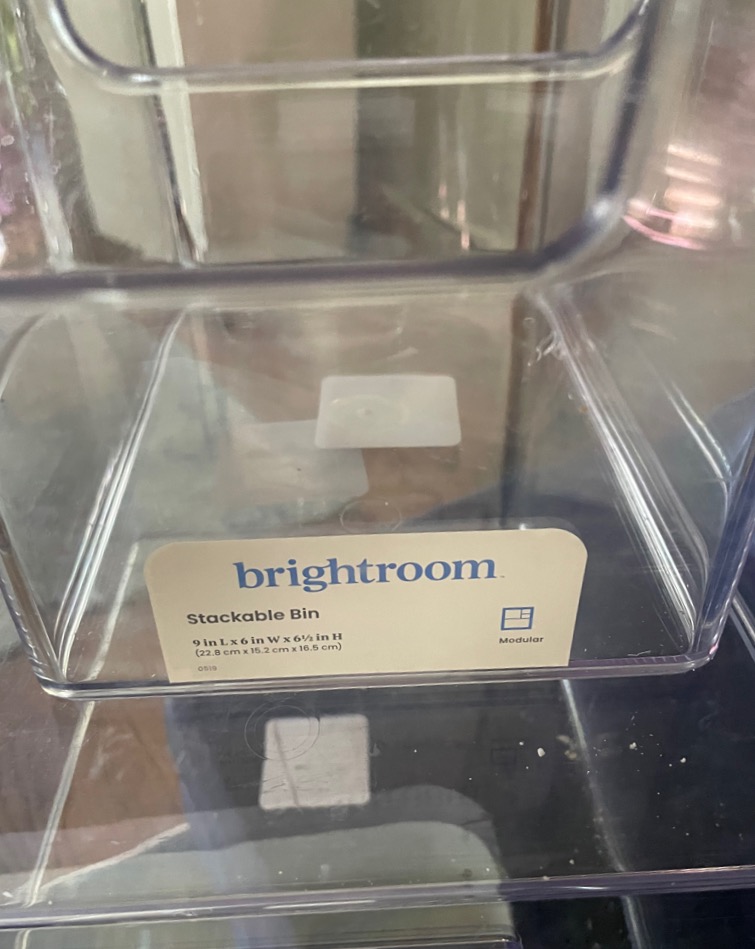 brightroom
Stackable Bin
9 in L x 6 in W x 6½ in H
(22.8 cm x 15.2 cm x 16.5 cm)
Modular